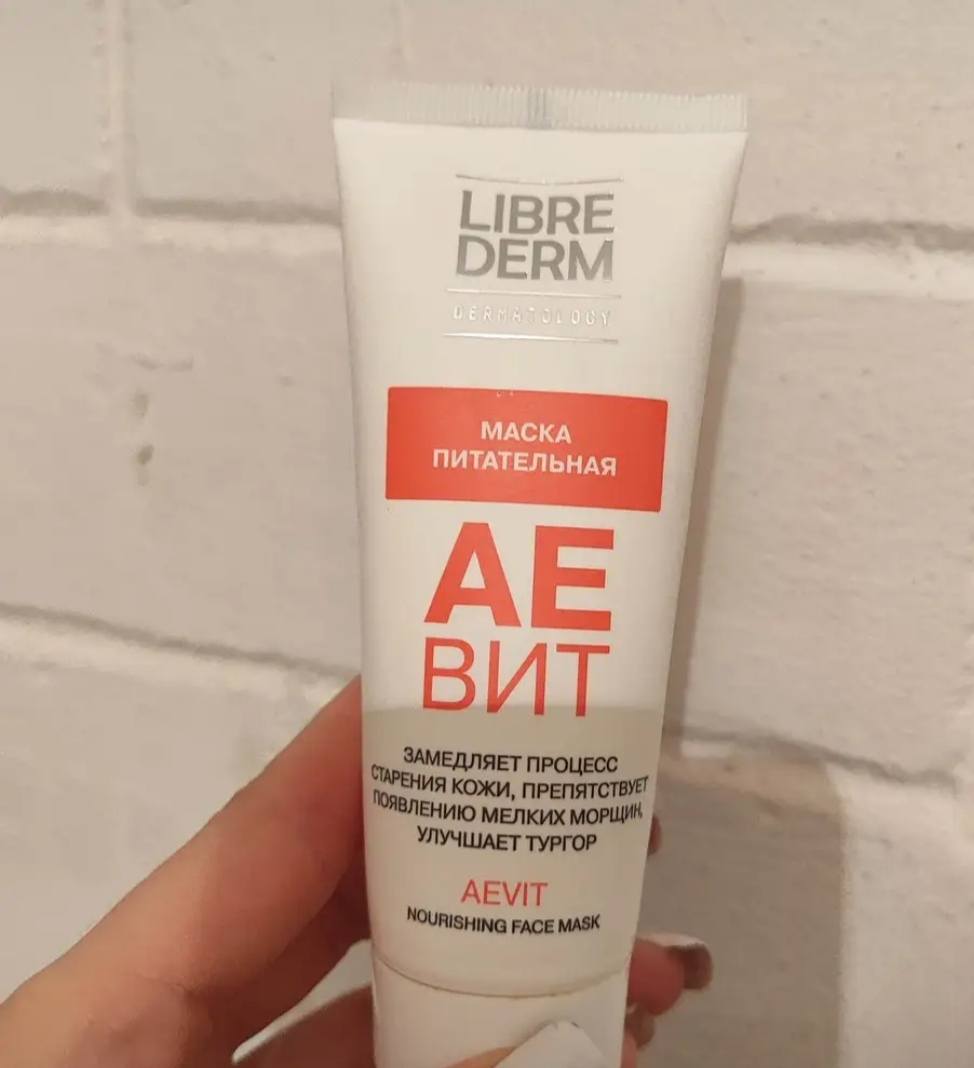 LIBRE
DERM
DERMATOLOGY
МАСКА
ПИТАТЕЛЬНАЯ
АЕ
ВИТ
ЗАМЕДЛЯЕТ ПРОЦЕСС
СТАРЕНИЯ КОЖИ, ПРЕПЯТСТВУЕТ
ПОЯВЛЕНИЮ МЕЛКИХ МОРЩИН,
УЛУЧШАЕТ ТУРГОР
AEVIT
NOURISHING FACE MASK